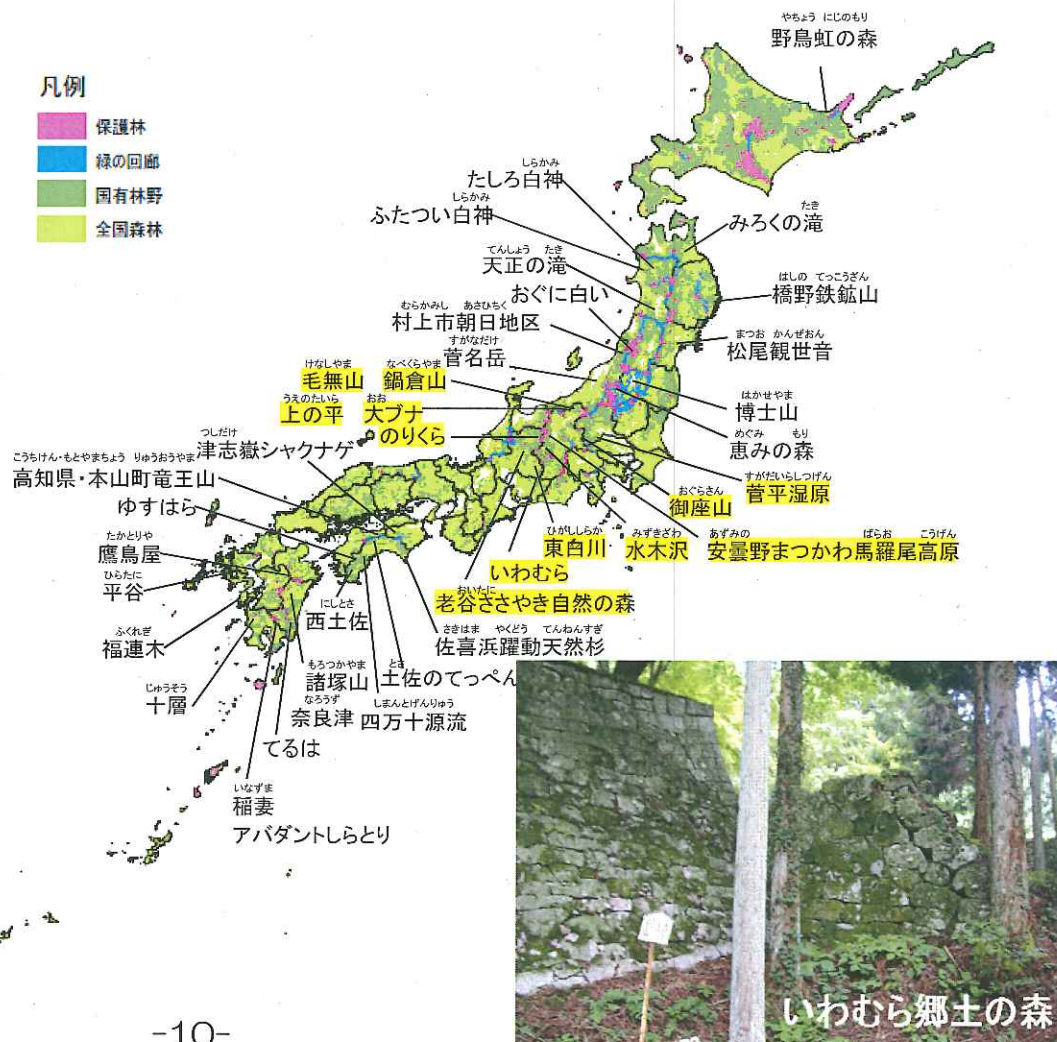 凡例
保護林
緑の回廊
国有林野
全国森林
やちょう にじのもり
野鳥虹の森
しらかみ
たしろ白神
しらかみ
ふたつい白神
たき
みろくの滝
てんしょう たき
天正の滝
はしの てっこうざん
橋野鉄鉱山
おぐに白い
むらかみし あさひちく
村上市朝日地区
まつお かんぜおん
松尾観世音
すがなだけ
菅名岳
けなしやま
毛無山
なべくらやま
鍋倉山
はかせやま
博士山
うえのたいら
上の平
おお
大ブナ
のりくら
めぐみ もり
恵みの森
つしだけ
津志嶽シャクナゲ
こうちけん・もとやまちょう りゅうおうやま
高知県・本山町竜王山
ゆすはら
すがだいらしつげん
菅平湿原
おぐらさん
御座山
たかとりや
鷹鳥屋
ひがししらか
東白川
みずきざわ
水木沢
あずみの ばらお こうげん
安曇野まつかわ馬羅尾高原
いわむら
ひらたに
平谷
おいたに
老谷ささやき自然の森
にしとさ
西土佐
さきはま やくどう てんねんすぎ
佐喜浜躍動天然杉
ふくれぎ
福連木
もろつかやま
諸塚山
とさ
土佐のてっぺん
じゅうそう
十層
なろうず
奈良津
しまんとげんりゅう
四万十源流
てるは
いなずま
稲妻
アバダントしらとり
いわむら郷土の森
-10-